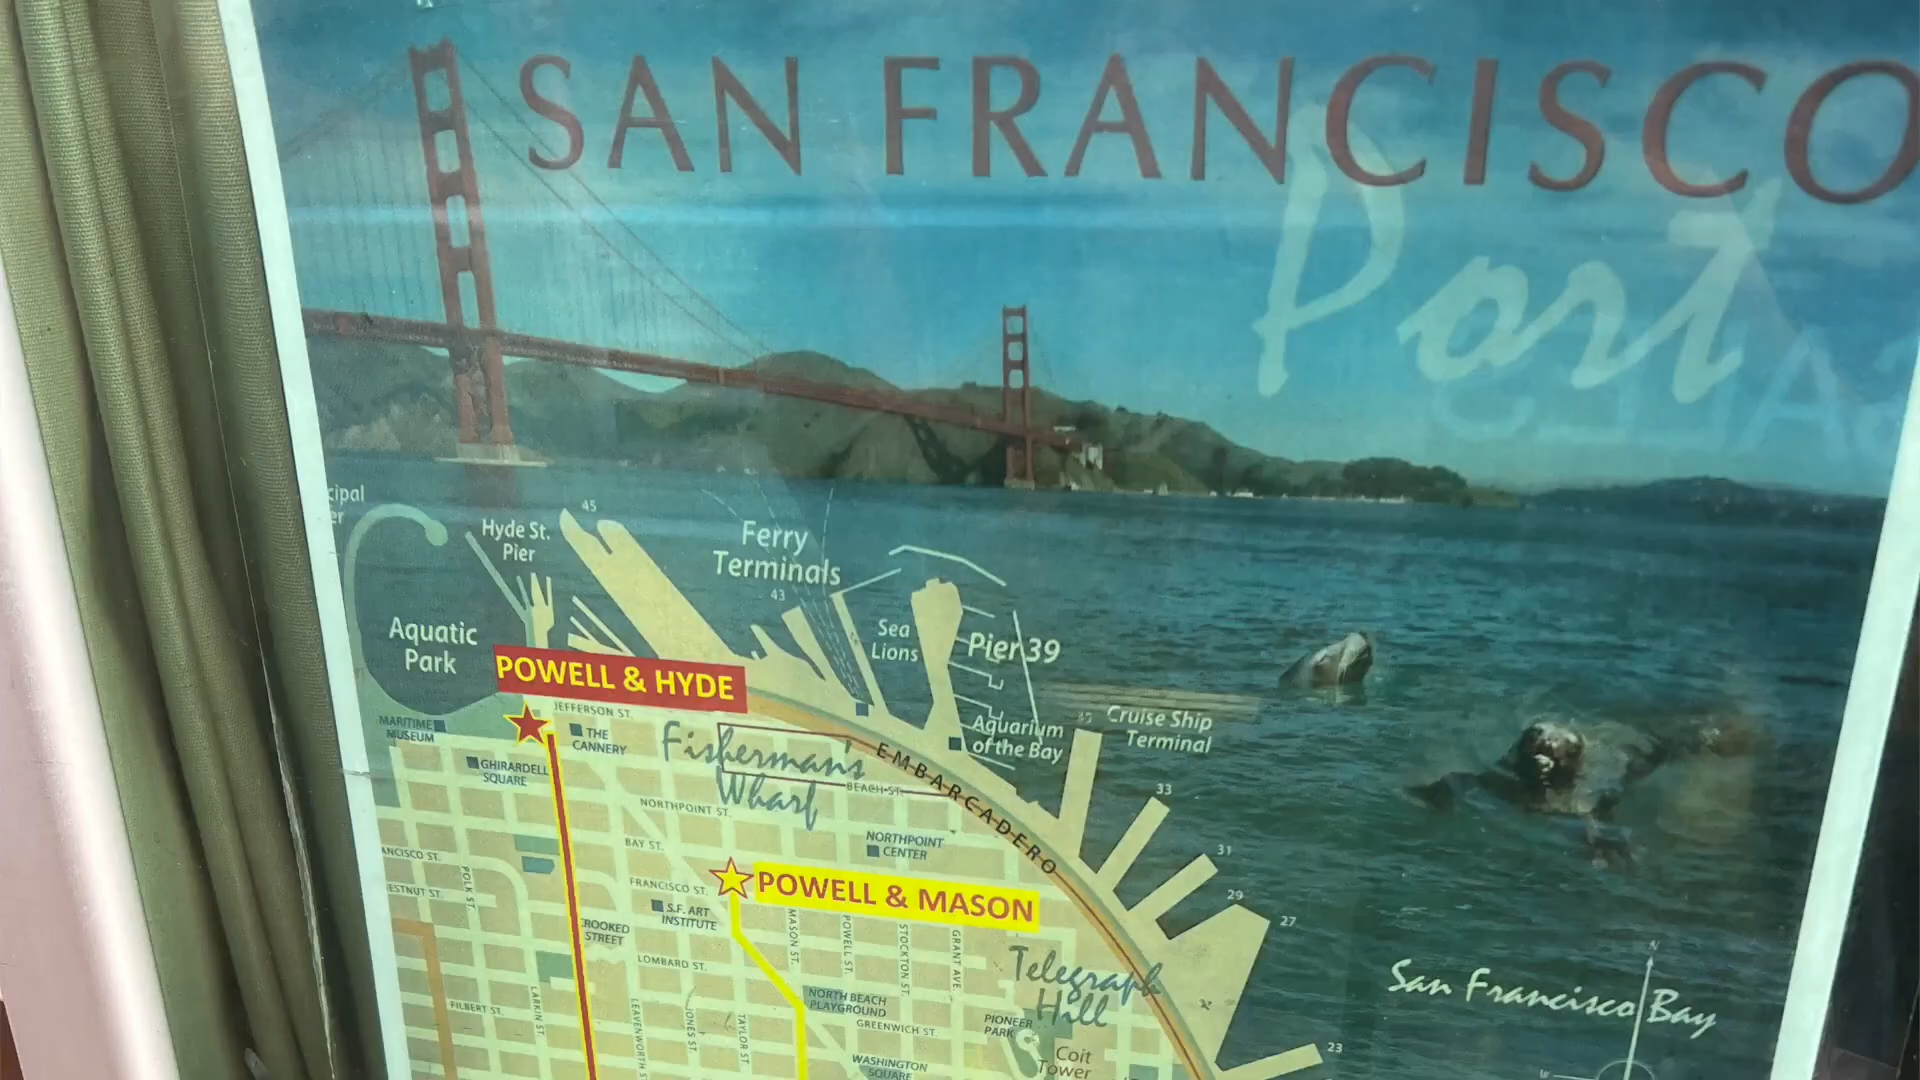 SAN FRANCISCO
Port
45
Hyde St.
Pier
Ferry
Terminals
43
Aquatic
Park
Sea
Lions
Pier 39
POWELL & HYDE
JEFFERSON ST.
MARITIME
MUSEUM
THE
CANNERY
GHIRARDELL
SQUARE
Fisherman's
Wharf
Aquarium
of the Bay
Cruise Ship
Terminal
EMBARCADERO
BEACH ST.
NORTHPOINT ST.
33
BAY ST.
NORTHPOINT
CENTER
31
FRANCISCO ST.
POWELL & MASON
29
27
POLK ST.
S.F. ART
INSTITUTE
ROOKED
STREET
MASON ST.
POWELL ST.
STOCKTON ST.
GRANT AVE.
LOMBARD ST.
Telegraph
Hill
San Francisco Bay
N
FILBERT ST.
LARKIN ST.
LEAVENWORTH S
JONES ST.
TAYLOR ST.
NORTH BEACH
PLAYGROUND
GREENWICH ST.
PIONEER
PARK
Coit
Tower
WASHINGTON
SQUARE
23
W